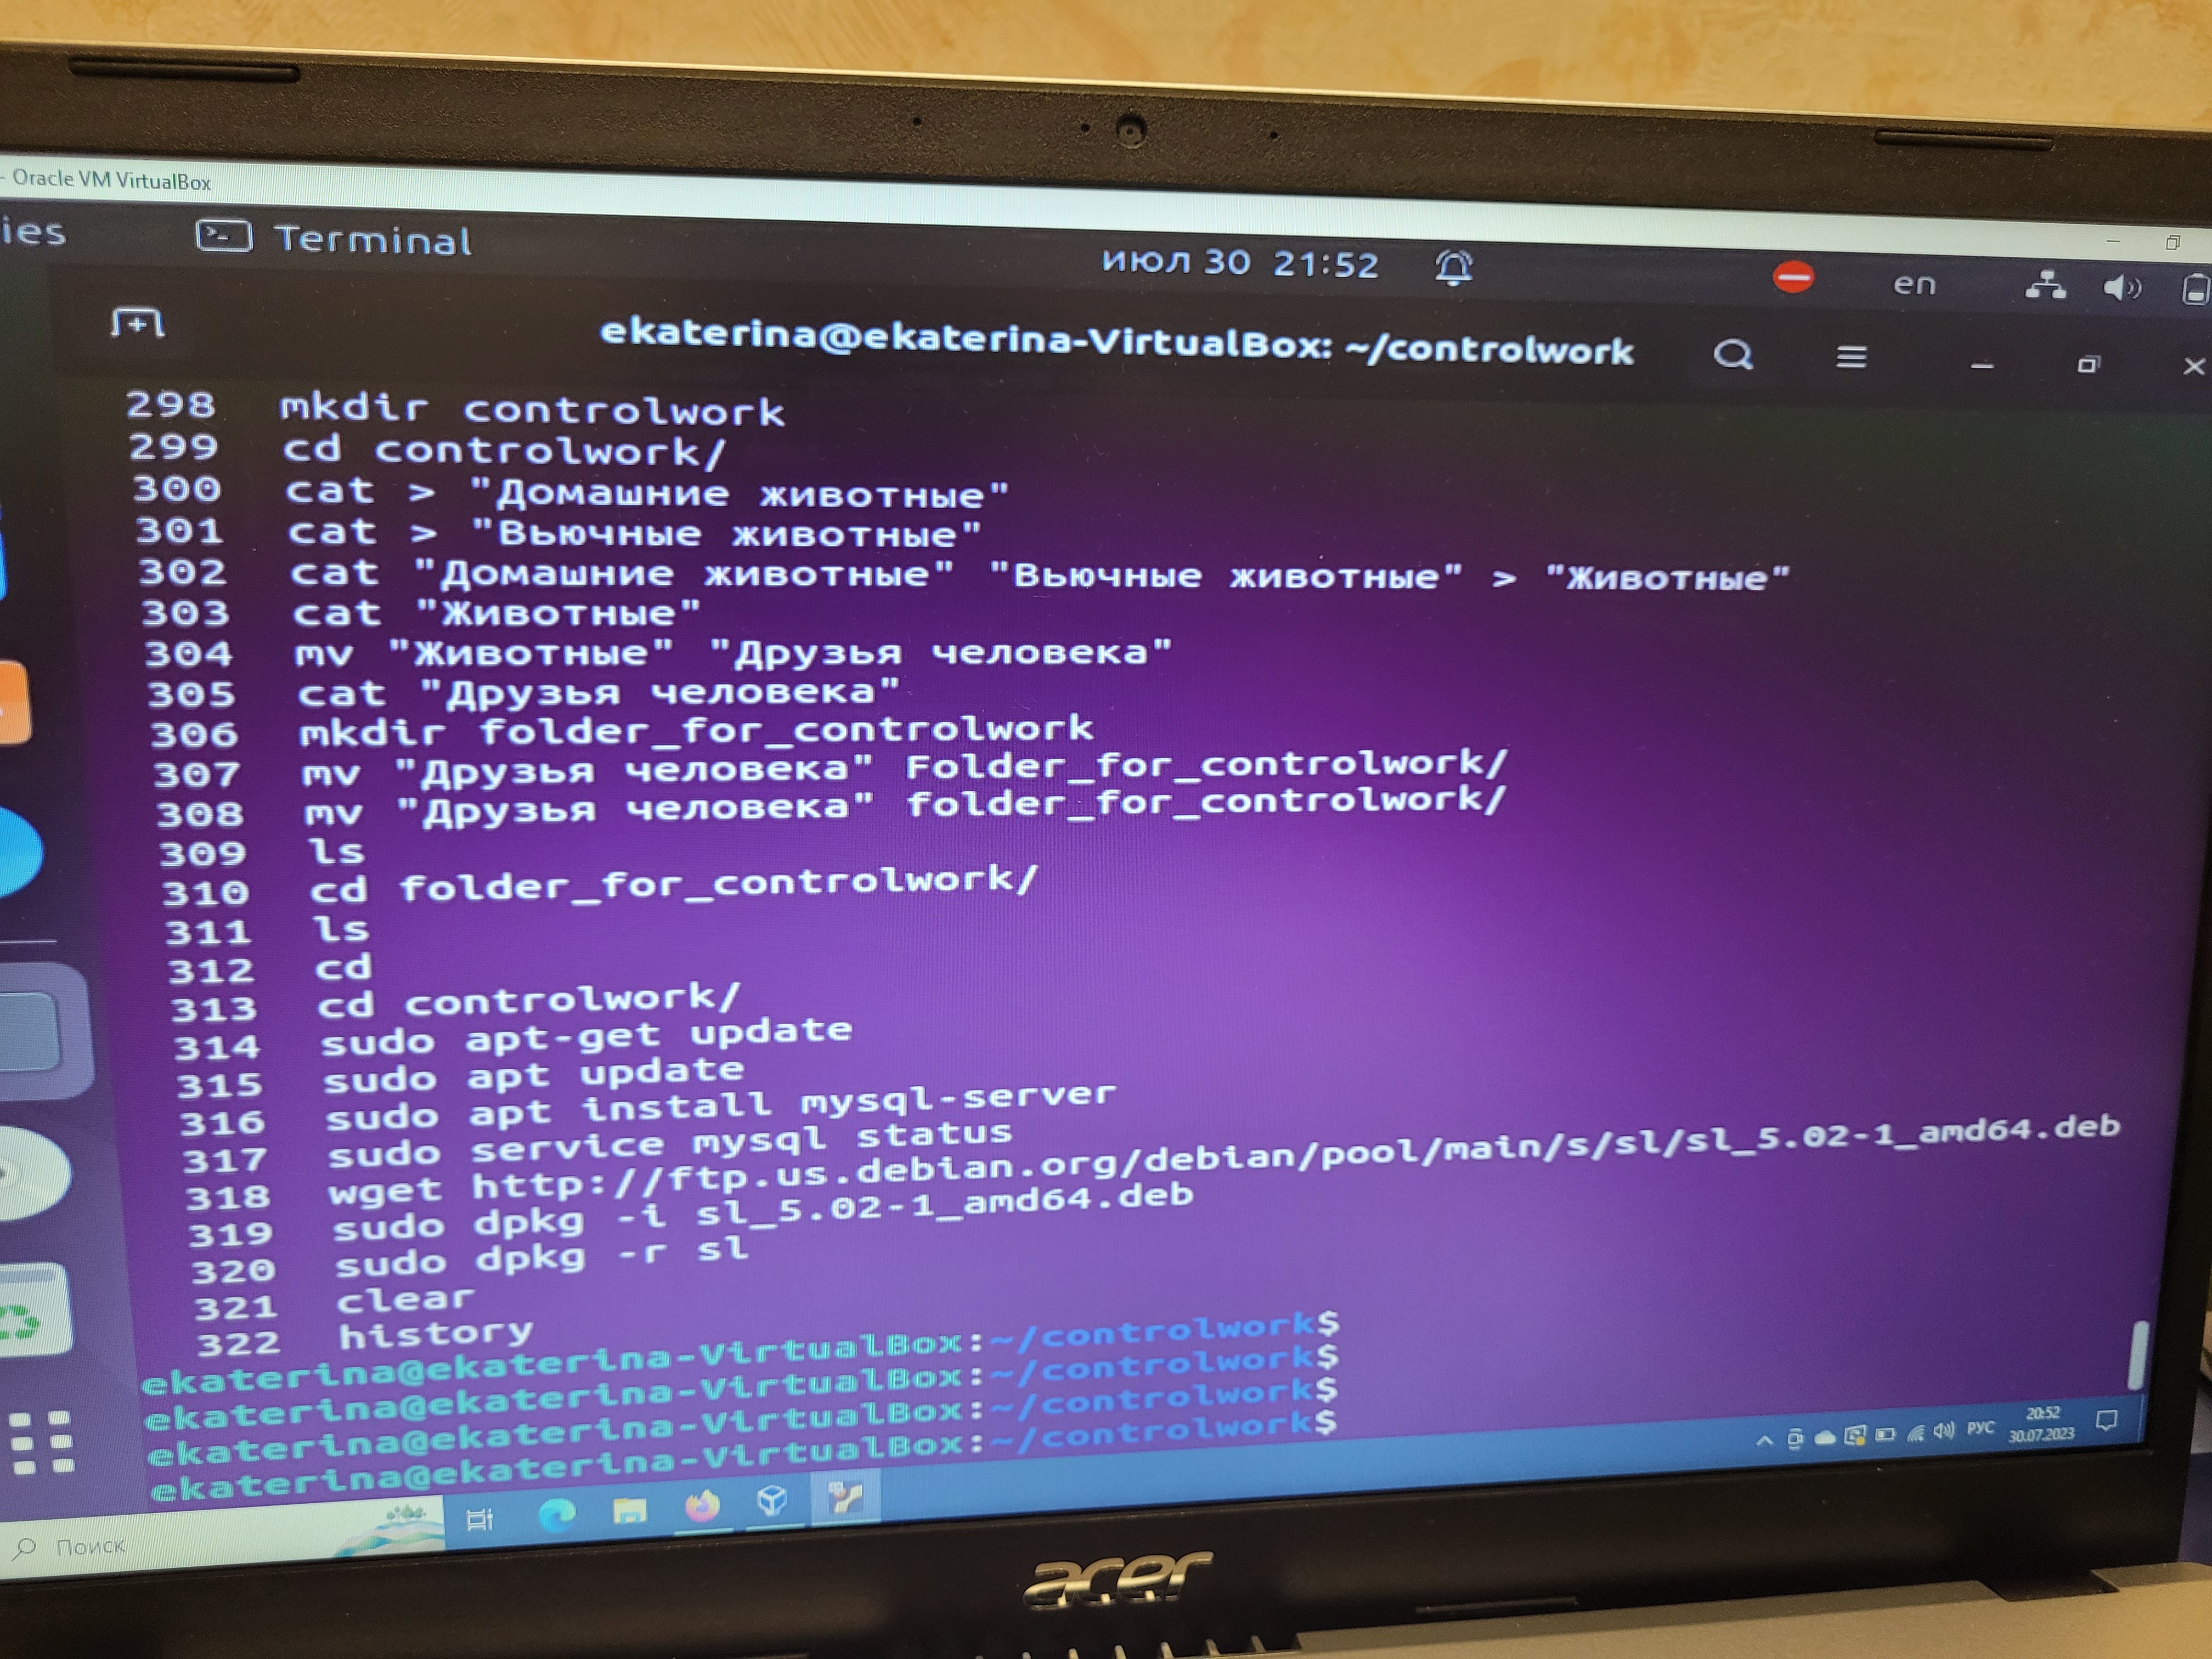 - Oracle VM VirtualBox
ies
Terminal
июл 30 21:52
en
ekaterina@ekaterina-VirtualBox: ~/controlwork
298 mkdir controlwork
299 cd controlwork/
300 cat > "Домашние животные"
301 cat > "Вьючные животные"
302 cat "Домашние животные" "Вьючные животные" > "Животные"
303 cat "Животные"
304 mv "Животные" "Друзья человека"
305 cat "Друзья человека"
306 mkdir folder_for_controlwork
307 mv "Друзья человека" Folder_for_controlwork/
308 mv "Друзья человека" folder_for_controlwork/
309 ls
310 cd folder_for_controlwork/
311 ls
312 cd
313 cd controlwork/
314 sudo apt-get update
315 sudo apt update
316 sudo apt install mysql-server
317 sudo service mysql status
318 wget http://ftp.us.debian.org/debian/pool/main/s/sl/sl_5.02-1_amd64.deb
319 sudo dpkg -i sl_5.02-1_amd64.deb
320 sudo dpkg -r sl
321 clear
322 history
ekaterina@ekaterina-VirtualBox:~/controlwork$
ekaterina@ekaterina-VirtualBox:~/controlwork$
ekaterina@ekaterina-VirtualBox:~/controlwork$
ekaterina@ekaterina-VirtualBox:~/controlwork$
Поиск
РУС
20:52
30.07.2023
acer